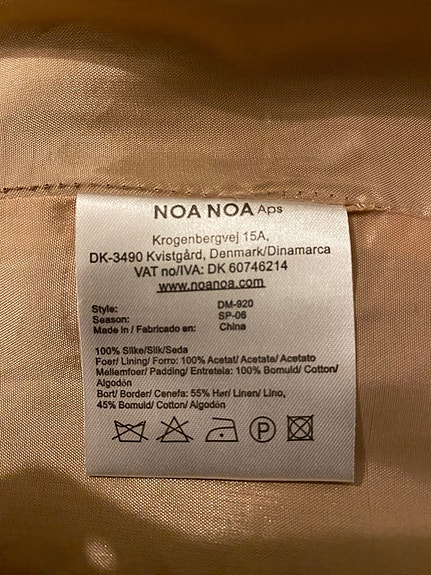 NOA NOA Aps
Krogenbergvej 15A,
DK-3490 Kvistgård, Denmark/Dinamarca
VAT no/IVA: DK 60746214
www.noanoa.com
Style: DM-920
Season: SP-06
Made in / Fabricado en: China
100% Silke/Silk/Seda
Foer/ Lining/ Forro: 100% Acetat/ Acetate/ Acetato
Mellemfoer/ Padding/ Entretela: 100% Bomuld/ Cotton/
Algodón
Bort/ Border/ Cenefa: 55% Hør/ Linen/ Lino,
45% Bomuld/ Cotton/ Algodón
P